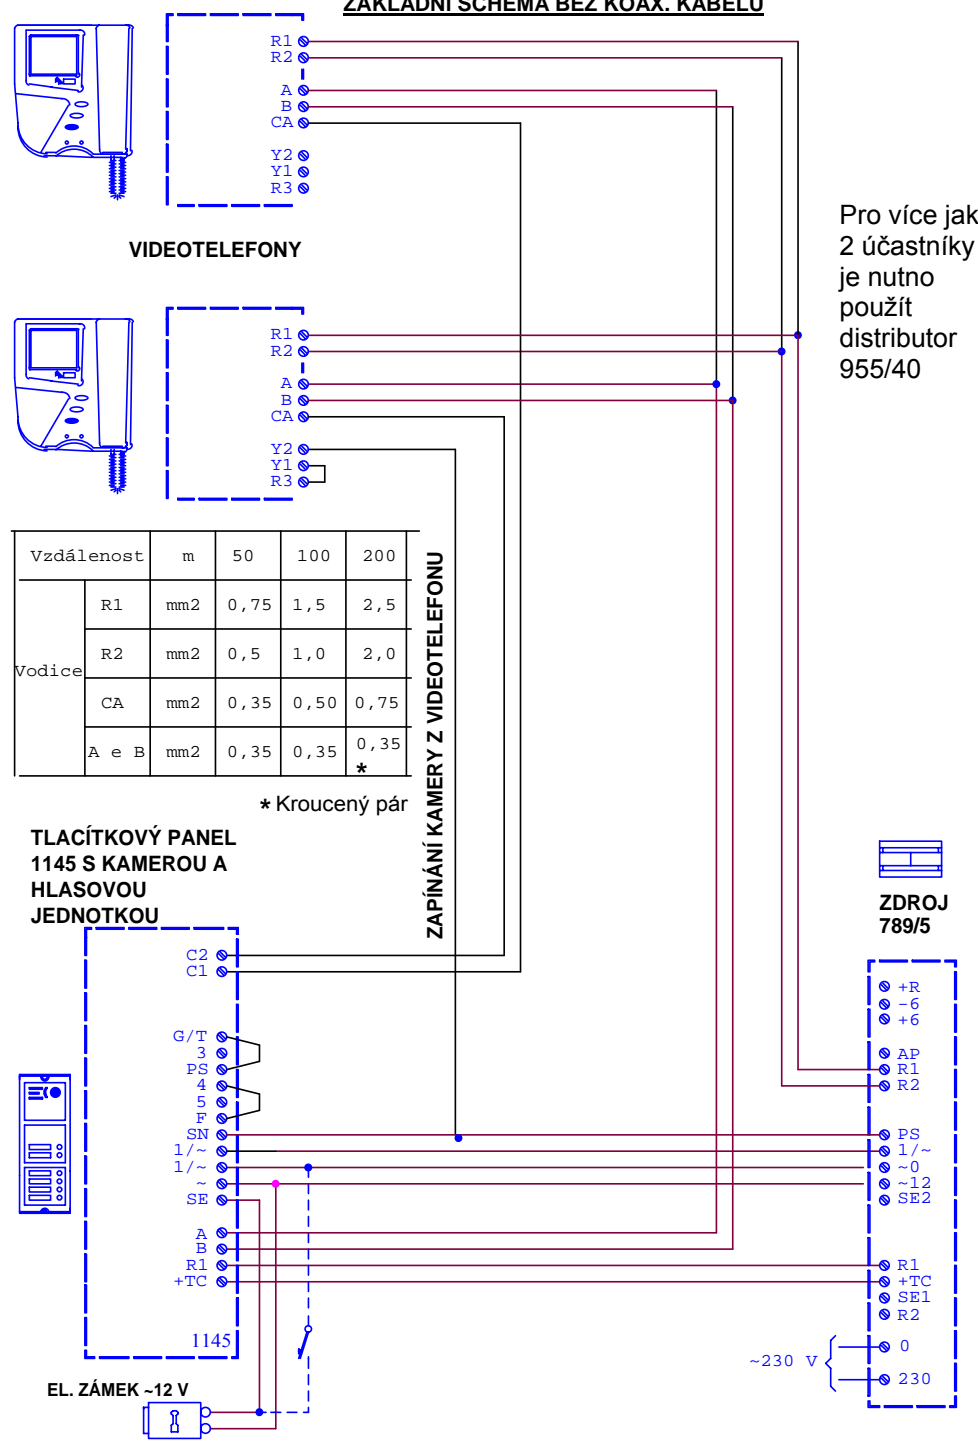 ZÁKLADNÍ SCHÉMA BEZ KOAX. KABELU
R1
R2
A
B
CA
Y2
Y1
R3
VIDEOTELEFONY
Pro více jak
2 účastníky
je nutno
použít
distributor
955/40
R1
R2
A
B
CA
Y2
Y1
R3
Vzdálenost m 50 100 200
Vodice
R1 mm2 0,75 1,5 2,5
R2 mm2 0,5 1,0 2,0
CA mm2 0,35 0,50 0,75
A e B mm2 0,35 0,35 0,35
*
* Kroucený pár
ZAPÍNÁNÍ KAMERY Z VIDEOTELEFONU
TLACÍTKOVÝ PANEL
1145 S KAMEROU A
HLASOVOU
JEDNOTKOU
C2
C1
G/T
3
PS
4
5
F
SN
1/~
1/~
~
SE
A
B
R1
+TC
1145
ZDROJ
789/5
+R
-6
+6
AP
R1
R2
PS
1/~
~0
~12
SE2
R1
+TC
SE1
R2
0
230
~230 V
EL. ZÁMEK ~12 V